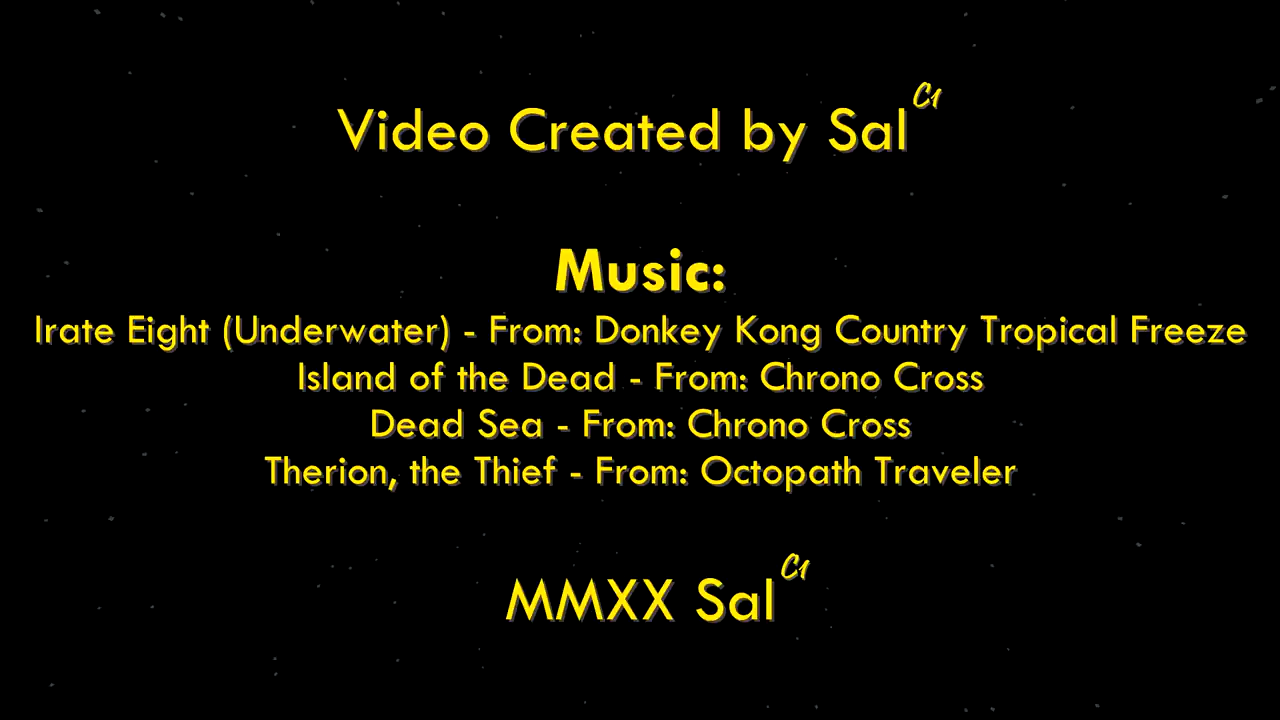 Video Created by Sal C1
Music:
Irate Eight (Underwater) - From: Donkey Kong Country Tropical Freeze
Island of the Dead - From: Chrono Cross
Dead Sea - From: Chrono Cross
Therion, the Thief - From: Octopath Traveler
MMXX Sal C1